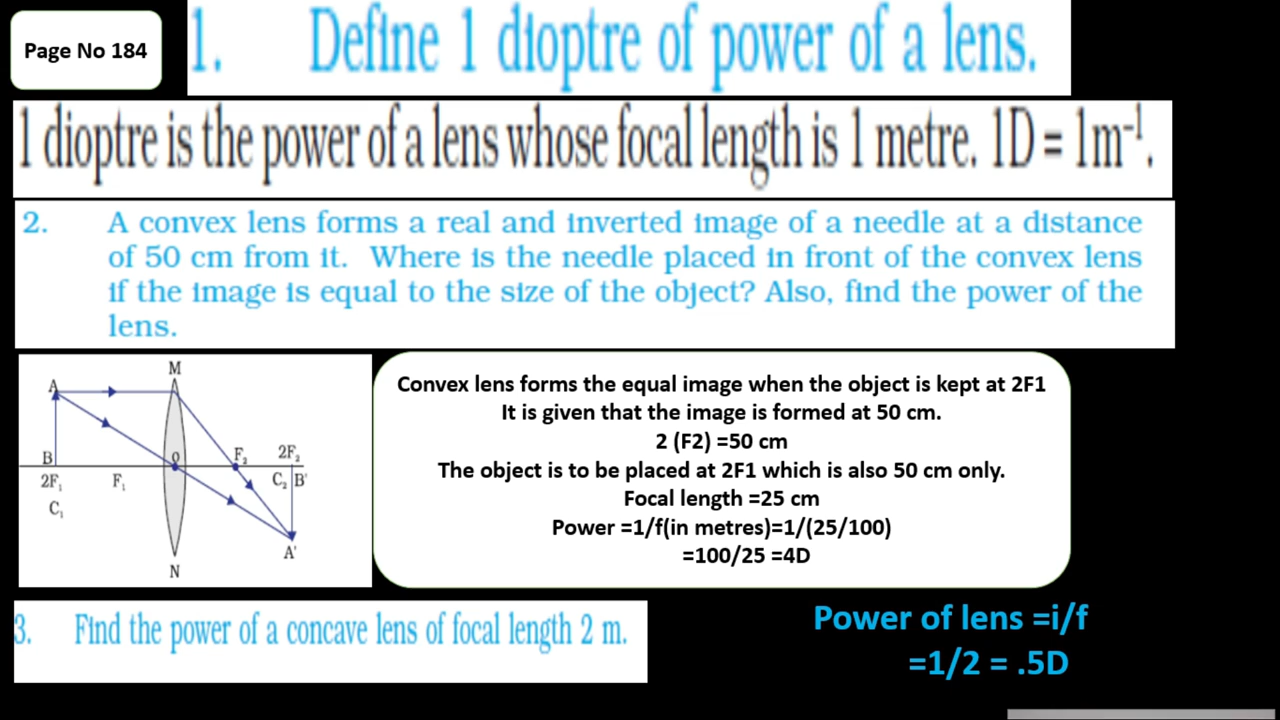 Page No 184
1. Define 1 dioptre of power of a lens.
1 dioptre is the power of a lens whose focal length is 1 metre. 1D = 1m⁻¹.
2. A convex lens forms a real and inverted image of a needle at a distance
of 50 cm from it. Where is the needle placed in front of the convex lens
if the image is equal to the size of the object? Also, find the power of the
lens.
M
A
B
O
F₂
2F₂
2F₁
F₁
C₂
B'
C₁
A'
N
Convex lens forms the equal image when the object is kept at 2F1
It is given that the image is formed at 50 cm.
2 (F2) =50 cm
The object is to be placed at 2F1 which is also 50 cm only.
Focal length =25 cm
Power =1/f(in metres)=1/(25/100)
=100/25 =4D
3. Find the power of a concave lens of focal length 2 m.
Power of lens =i/f
=1/2 = .5D